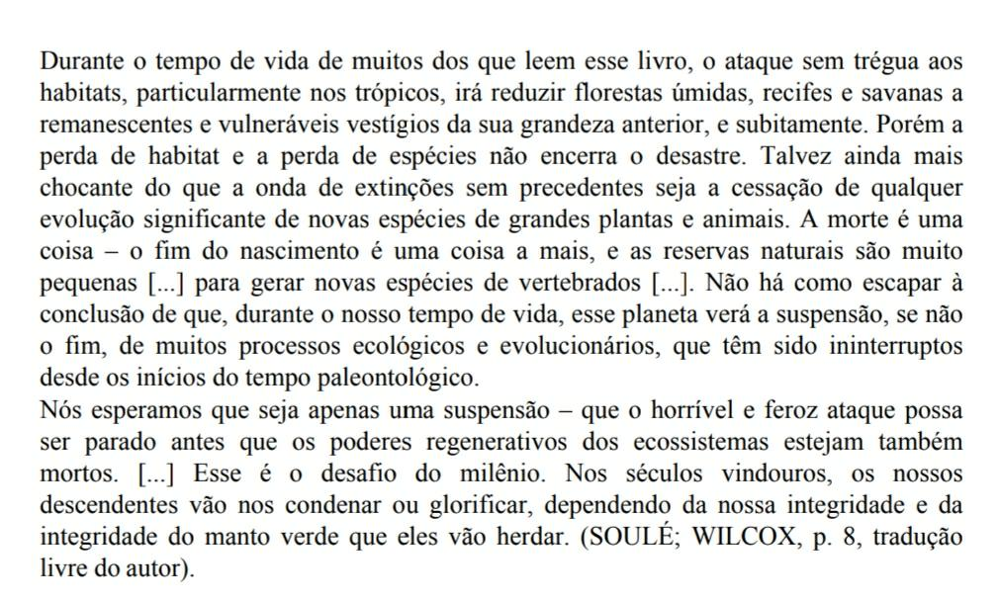 Durante o tempo de vida de muitos dos que leem esse livro, o ataque sem trégua aos
habitats, particularmente nos trópicos, irá reduzir florestas úmidas, recifes e savanas a
remanescentes e vulneráveis vestígios da sua grandeza anterior, e subitamente. Porém a
perda de habitat e a perda de espécies não encerra o desastre. Talvez ainda mais
chocante do que a onda de extinções sem precedentes seja a cessação de qualquer
evolução significante de novas espécies de grandes plantas e animais. A morte é uma
coisa – o fim do nascimento é uma coisa a mais, e as reservas naturais são muito
pequenas [...] para gerar novas espécies de vertebrados [...]. Não há como escapar à
conclusão de que, durante o nosso tempo de vida, esse planeta verá a suspensão, se não
o fim, de muitos processos ecológicos e evolucionários, que têm sido ininterruptos
desde os inícios do tempo paleontológico.
Nós esperamos que seja apenas uma suspensão – que o horrível e feroz ataque possa
ser parado antes que os poderes regenerativos dos ecossistemas estejam também
mortos. [...] Esse é o desafio do milênio. Nos séculos vindouros, os nossos
descendentes vão nos condenar ou glorificar, dependendo da nossa integridade e da
integridade do manto verde que eles vão herdar. (SOULÉ; WILCOX, p. 8, tradução
livre do autor).